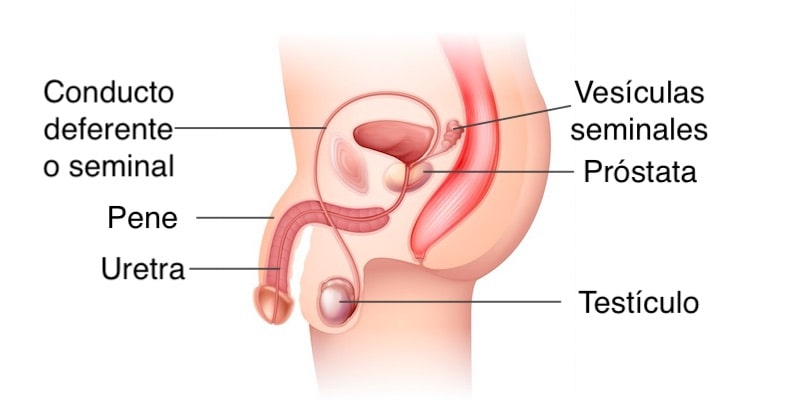 Conducto
deferente
o seminal
Pene
Uretra
Vesículas
seminales
Próstata
Testículo